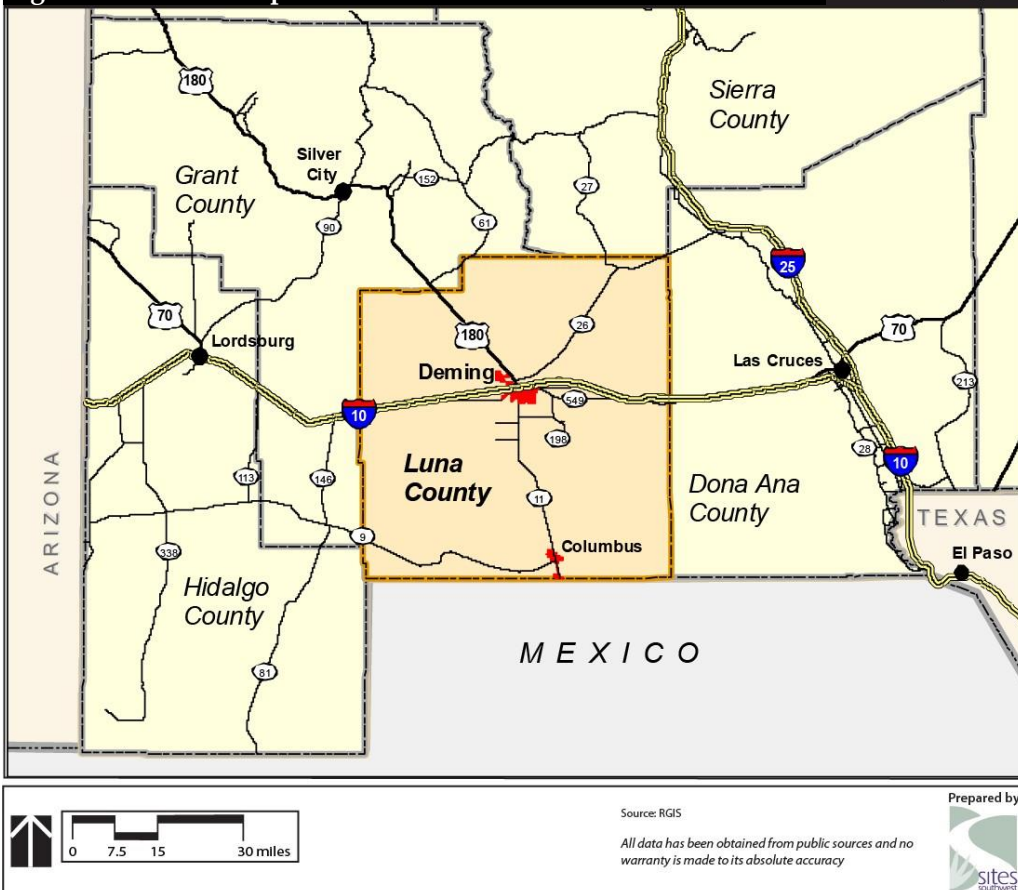 180
Sierra
County
Silver
City
Grant
County
152
27
61
90
25
70
26
70
180
Lordsburg
Las Cruces
Deming
213
549
10
198
28
10
Luna
County
113
146
11
Dona Ana
County
ARIZONA
TEXAS
9
338
Columbus
El Paso
Hidalgo
County
MEXICO
81
0 7.5 15 30 miles
Source: RGIS
All data has been obtained from public sources and no
warranty is made to its absolute accuracy
Prepared by
sites
southwest